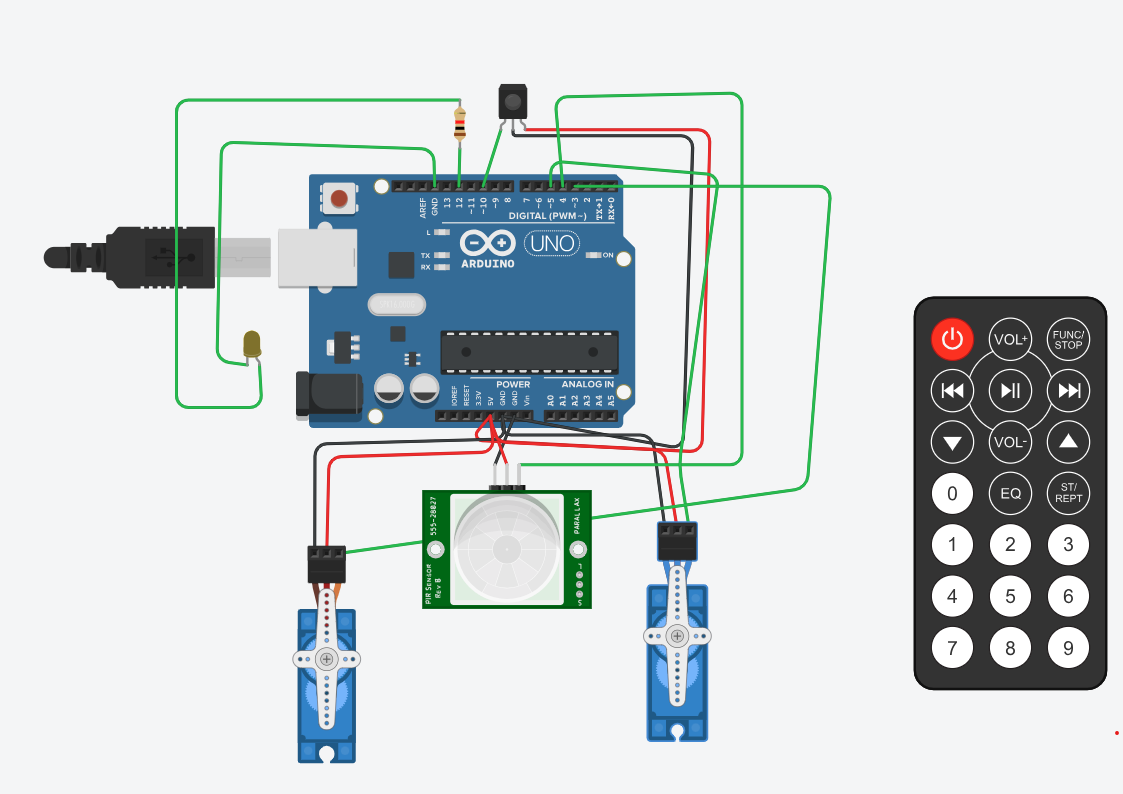 AREF
GND
13
12
~11
~10
~9
8
7
~6
~5
4
~3
2
TX→1
RX←0
DIGITAL (PWM~)
L
TX
RX
ARDUINO
UNO
ON
POWER
ANALOG IN
IOREF
RESET
3.3V
5V
GND
GND
Vin
A0
A1
A2
A3
A4
A5
555-28027
PIR SENSOR
REV B
PARALLAX
L
S
VOL+
FUNC/
STOP
VOL-
0
EQ
ST/
REPT
1 2 3
4 5 6
7 8 9